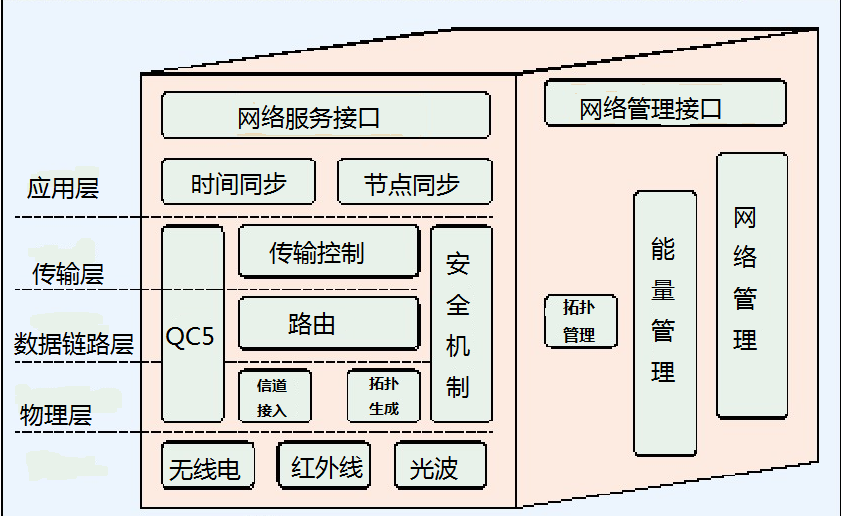 网络服务接口
网络管理接口
应用层
时间同步
节点同步
传输层
传输控制
数据链路层
QC5
路由
安全机制
拓扑
管理
能量管理
网络管理
物理层
信道
接入
拓扑
生成
无线电
红外线
光波